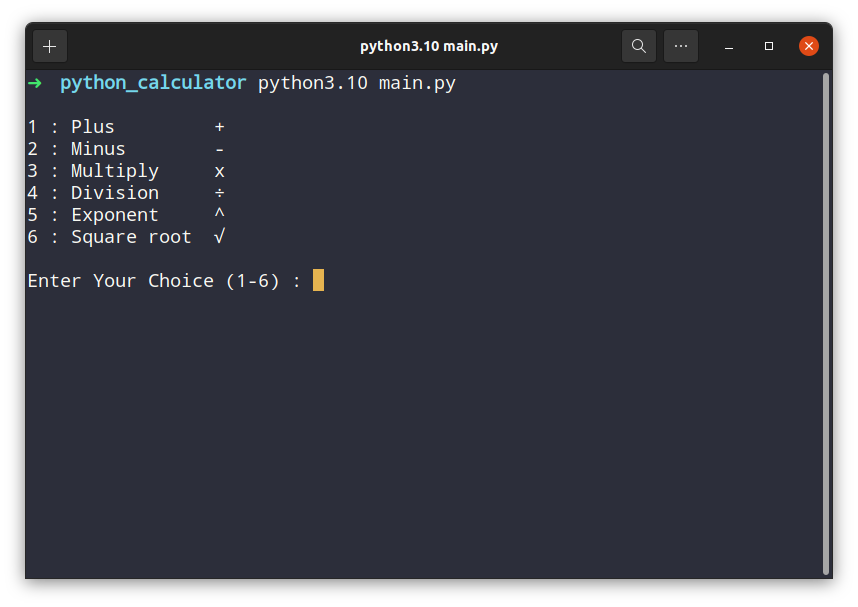 python3.10 main.py
→ python_calculator python3.10 main.py
1 : Plus +
2 : Minus -
3 : Multiply x
4 : Division ÷
5 : Exponent ^
6 : Square root √
Enter Your Choice (1-6) :